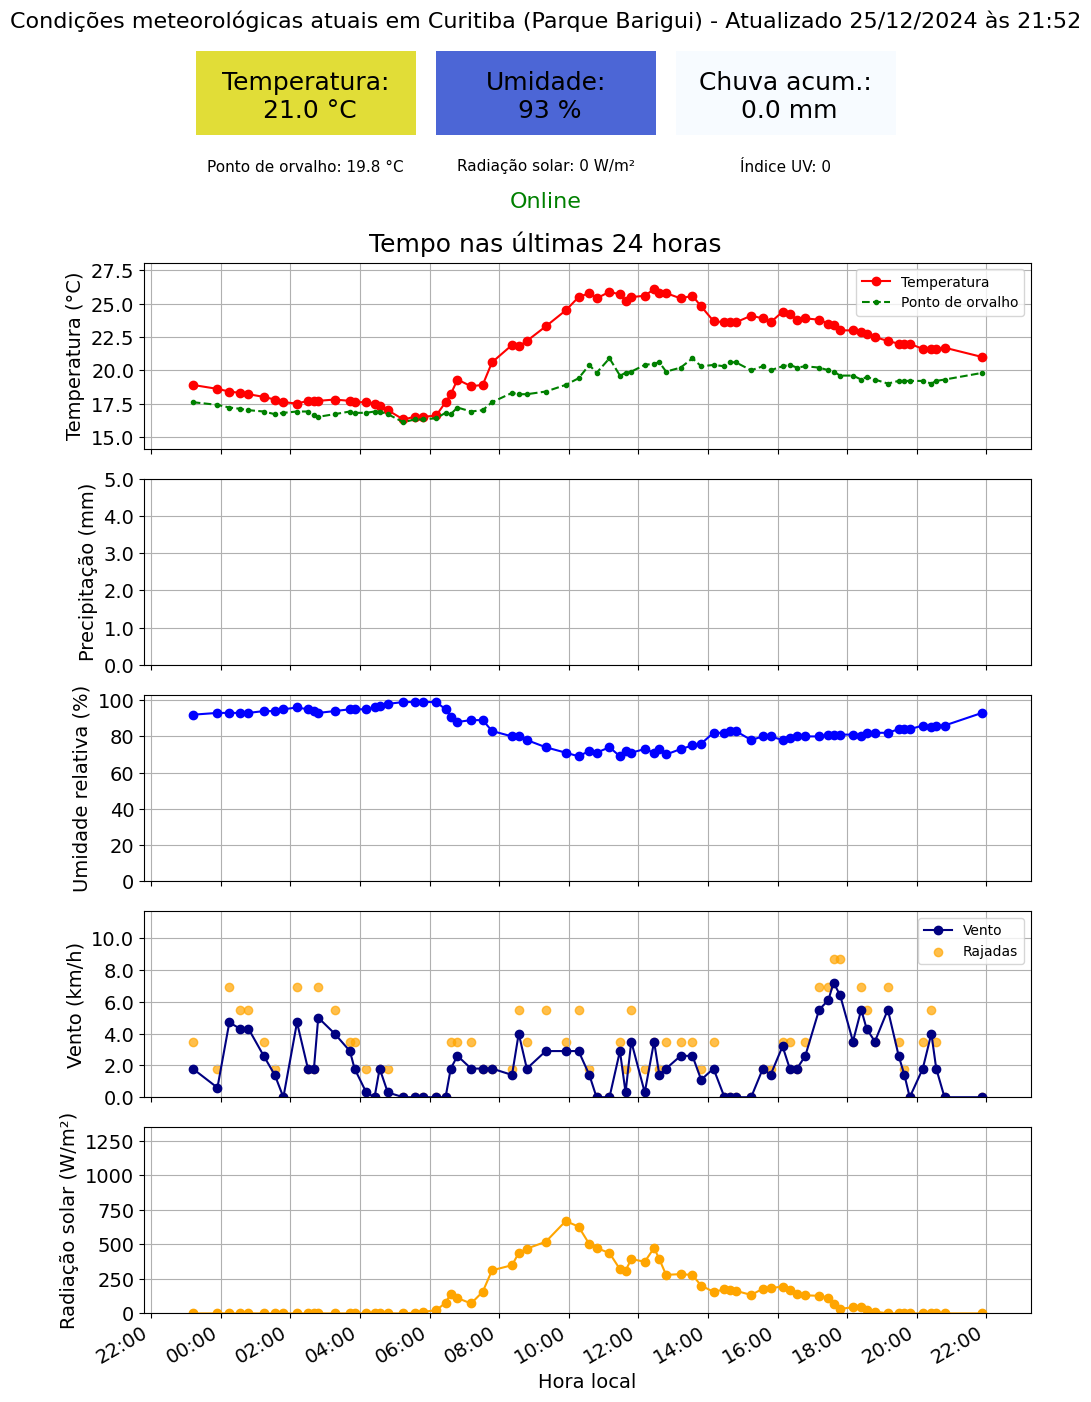 Condições meteorológicas atuais em Curitiba (Parque Barigui) - Atualizado 25/12/2024 às 21:52
Temperatura:
21.0 °C
Umidade:
93 %
Chuva acum.:
0.0 mm
Ponto de orvalho: 19.8 °C
Radiação solar: 0 W/m²
Índice UV: 0
Online
Tempo nas últimas 24 horas
Temperatura (°C)
27.5
25.0
22.5
20.0
17.5
15.0
Temperatura
Ponto de orvalho
Precipitação (mm)
5.0
4.0
3.0
2.0
1.0
0.0
Umidade relativa (%)
100
80
60
40
20
0
Vento (km/h)
10.0
8.0
6.0
4.0
2.0
0.0
Vento
Rajadas
Radiação solar (W/m²)
1250
1000
750
500
250
0
22:00
00:00
02:00
04:00
06:00
08:00
10:00
12:00
14:00
16:00
18:00
20:00
22:00
Hora local